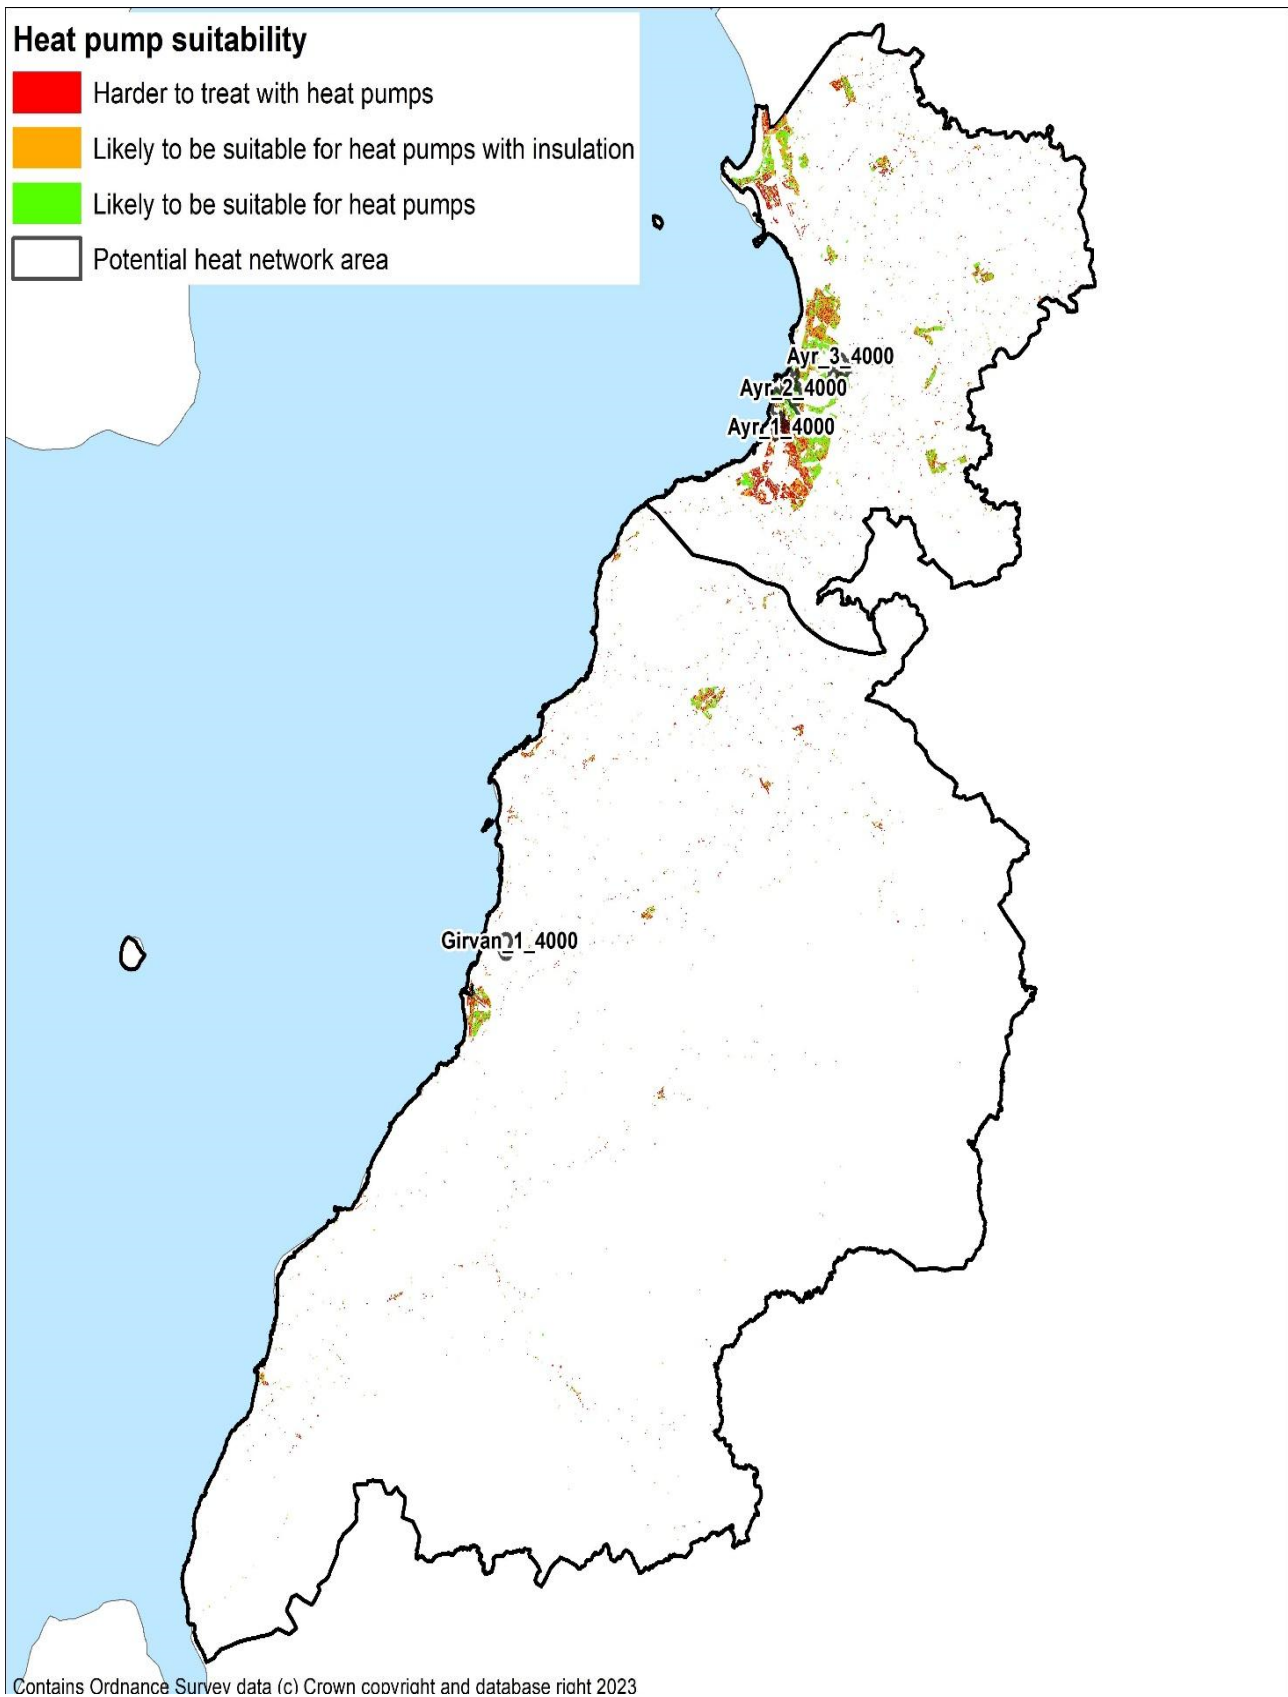 Heat pump suitability
Harder to treat with heat pumps
Likely to be suitable for heat pumps with insulation
Likely to be suitable for heat pumps
Potential heat network area
Ayr_3_4000
Ayr_2_4000
Ayr_1_4000
Girvan_1_4000
Contains Ordnance Survey data (c) Crown copyright and database right 2023